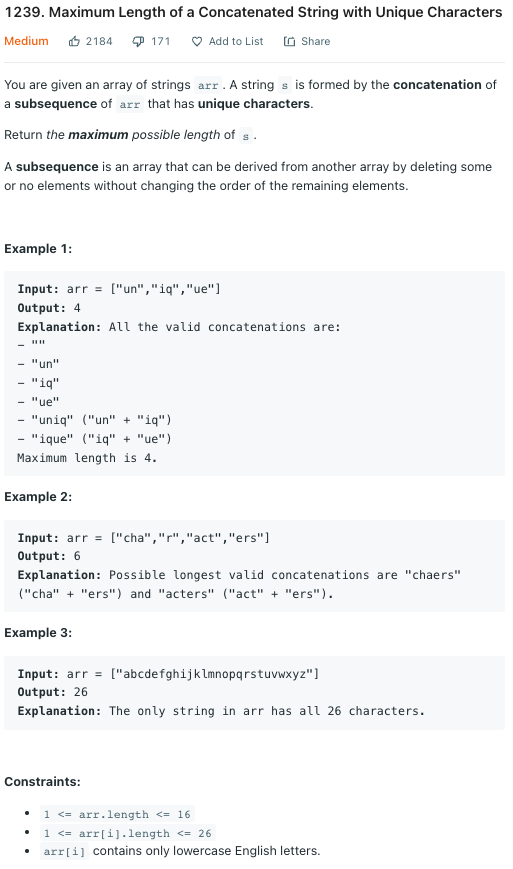 1239. Maximum Length of a Concatenated String with Unique Characters
Medium 2184 171 Add to List Share
You are given an array of strings arr . A string s is formed by the concatenation of
a subsequence of arr that has unique characters.
Return the maximum possible length of s .
A subsequence is an array that can be derived from another array by deleting some
or no elements without changing the order of the remaining elements.
Example 1:
Input: arr = ["un","iq","ue"]
Output: 4
Explanation: All the valid concatenations are:
- ""
- "un"
- "iq"
- "ue"
- "uniq" ("un" + "iq")
- "ique" ("iq" + "ue")
Maximum length is 4.
Example 2:
Input: arr = ["cha","r","act","ers"]
Output: 6
Explanation: Possible longest valid concatenations are "chaers"
("cha" + "ers") and "acters" ("act" + "ers").
Example 3:
Input: arr = ["abcdefghijklmnopqrstuvwxyz"]
Output: 26
Explanation: The only string in arr has all 26 characters.
Constraints:
• 1 <= arr.length <= 16
• 1 <= arr[i].length <= 26
• arr[i] contains only lowercase English letters.